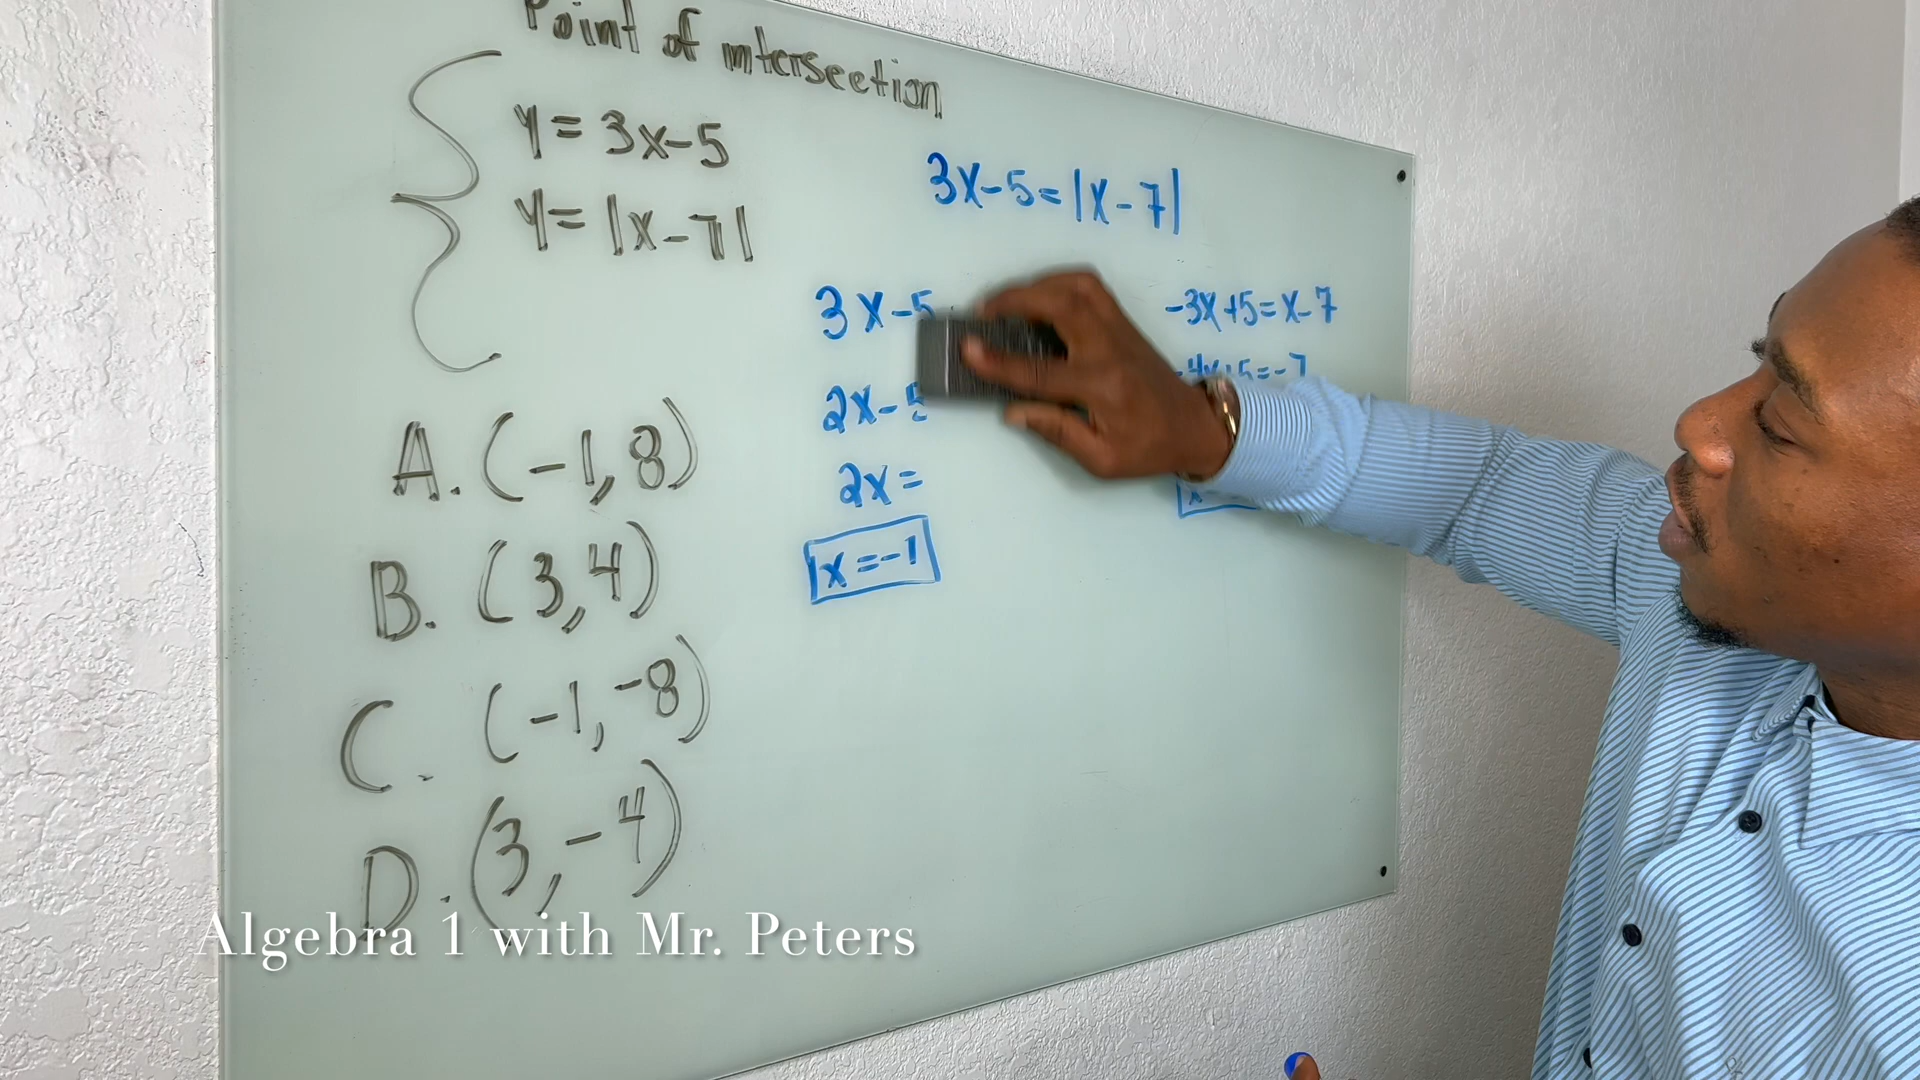 Point of intersection
y = 3x-5
y = |x-7|
3x-5=|x-7|
3x-5
2x-5
2x =
x = -1
-3x+5=x-7
-4x+5=-7
x
A. (-1, 8)
B. (3, 4)
C. (-1, -8)
D. (3, -4)
Algebra 1 with Mr. Peters